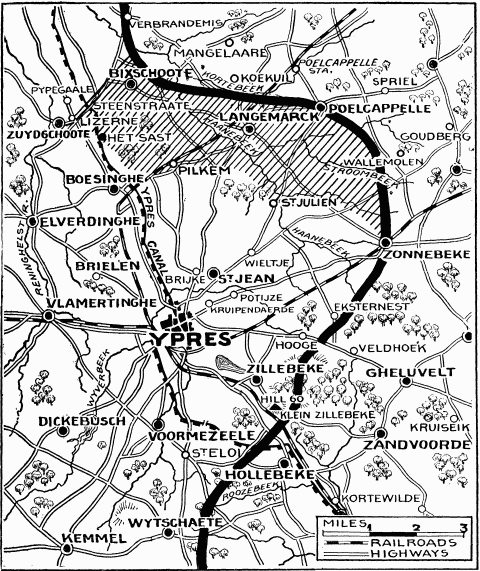 VERBRANDEMIS
MANGELAARE
POELCAPPELLE
STA.
BIXSCHOOTE
KORTEBEEK
KOEKUIL
SPRIEL
PYPEGAALE
STEENSTRAATE
POELCAPPELLE
LIZERNE
LANGEMARCK
ZUYDSCHOOTE
HET SAST
GOUDBERG
WALLEMOLEN
STROOMBEEK
PILKEM
BOESINGHE
ST JULIEN
YPRES CANAL
ELVERDINGHE
HAANEBEEK
ZONNEBEKE
WIELTJE
BRIELEN
BRIJKE
ST JEAN
POTIJZE
KRUIPENDAERDE
EKSTERNEST
VLAMERTINGHE
YPRES
HOOGE
VELDHOEK
ZILLEBEKE
GHELUVELT
VYVERBEEK
HILL 60
KLEIN ZILLEBEKE
DICKEBUSCH
KRUISEIK
VOORMEZEELE
ZANDVOORDE
ST ELOI
HOLLEBEKE
ROOZEBEEK
KORTEWILDE
WYTSCHAETE
KEMMEL
MILES 1 2 3
RAILROADS
HIGHWAYS